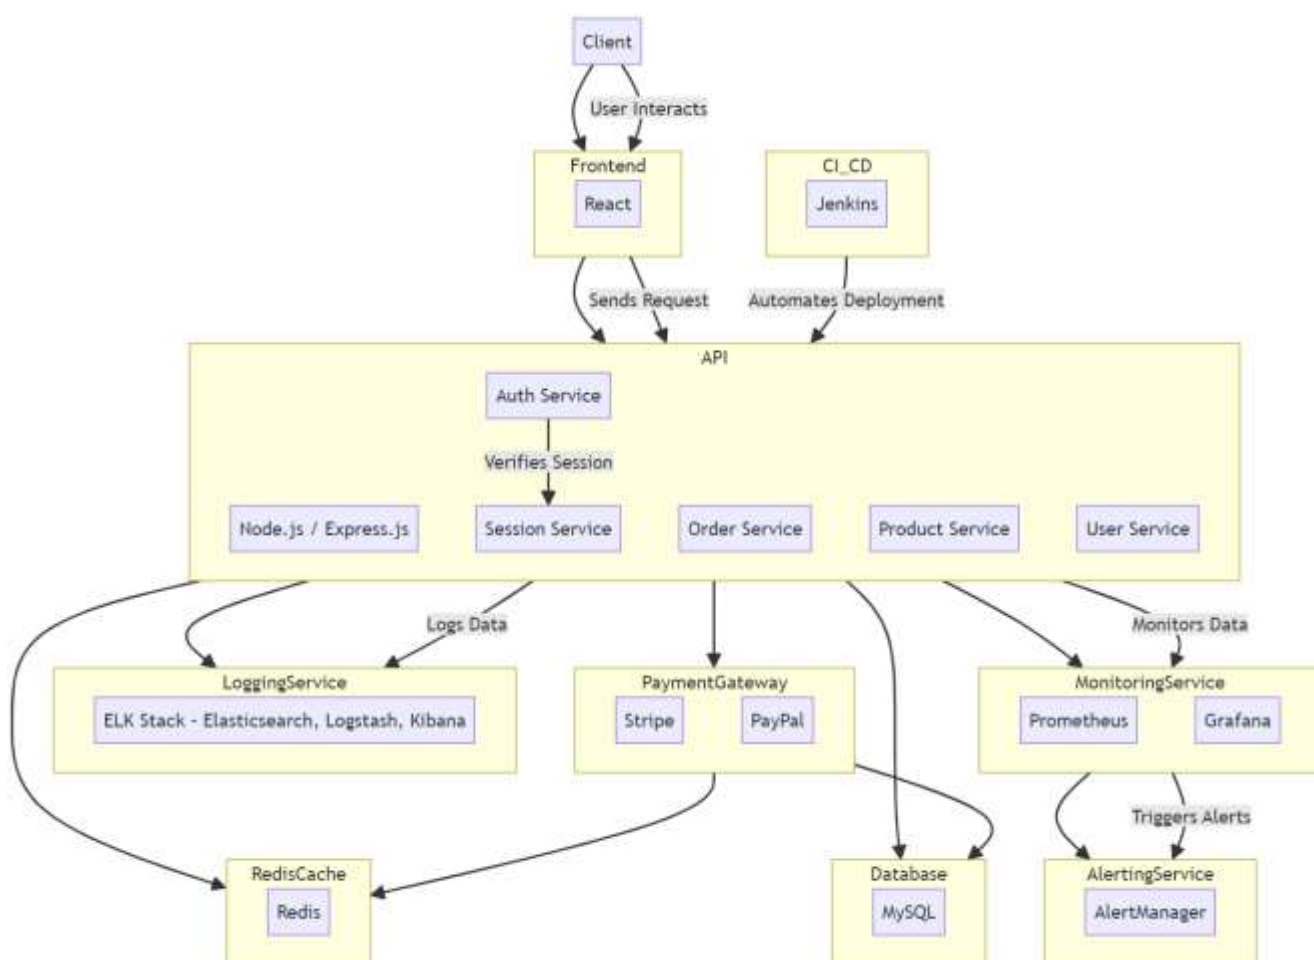 Client
User Interacts
Frontend
React
CI_CD
Jenkins
Sends Request
Automates Deployment
API
Auth Service
Verifies Session
Node.js / Express.js
Session Service
Order Service
Product Service
User Service
Logs Data
Monitors Data
LoggingService
ELK Stack - Elasticsearch, Logstash, Kibana
PaymentGateway
Stripe
PayPal
MonitoringService
Prometheus
Grafana
Triggers Alerts
RedisCache
Redis
Database
MySQL
AlertingService
AlertManager